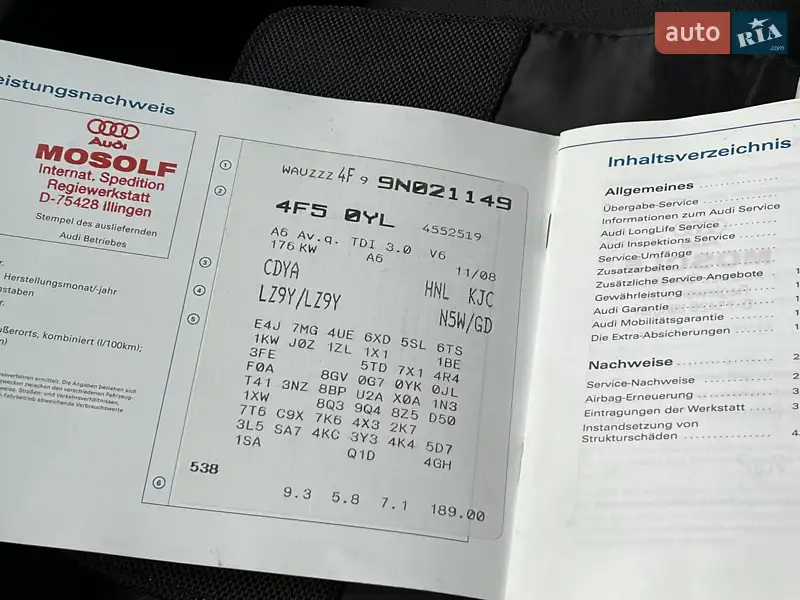 auto
RIA
.com
eistungsnachweis
Audi
MOSOLF
Internat. Spedition
Regiewerkstatt
D-75428 Illingen
Stempel des ausliefernden
Audi Betriebes
r.
Herstellungsmonat/-jahr
nstaben
r.
ußerorts, kombiniert (l/100km);
n)
1
WAUZZZ 4F 9 9N021149
2
4F5 0YL 4552519
A6 Av.q. TDI 3.0 V6
176 KW A6 11/08
3
CDYA HNL KJC
4
LZ9Y/LZ9Y N5W/GD
5
E4J 7MG 4UE 6XD 5SL 6TS
1KW J0Z 1ZL 1X1 1BE
3FE 5TD 7X1 4R4
F0A 8GV 0G7 0YK 0JL
T41 3NZ 8BP U2A X0A 1N3
1XW 8Q3 9Q4 8Z5 D50
7T6 C9X 7K6 4X3 2K7
3L5 SA7 4KC 3Y3 4K4 5D7
1SA Q1D 4GH
538
6
9.3 5.8 7.1 189.00
Inhaltsverzeichnis
Allgemeines
Übergabe-Service
Informationen zum Audi Service
Audi LongLife Service
Audi Inspektions Service
Service-Umfänge
Zusatzarbeiten
Zusätzliche Service-Angebote
Gewährleistung
Audi Garantie
Audi Mobilitätsgarantie
Die Extra-Absicherungen
Nachweise
Service-Nachweise
Airbag-Erneuerung
Eintragungen der Werkstatt
Instandsetzung von
Strukturschäden